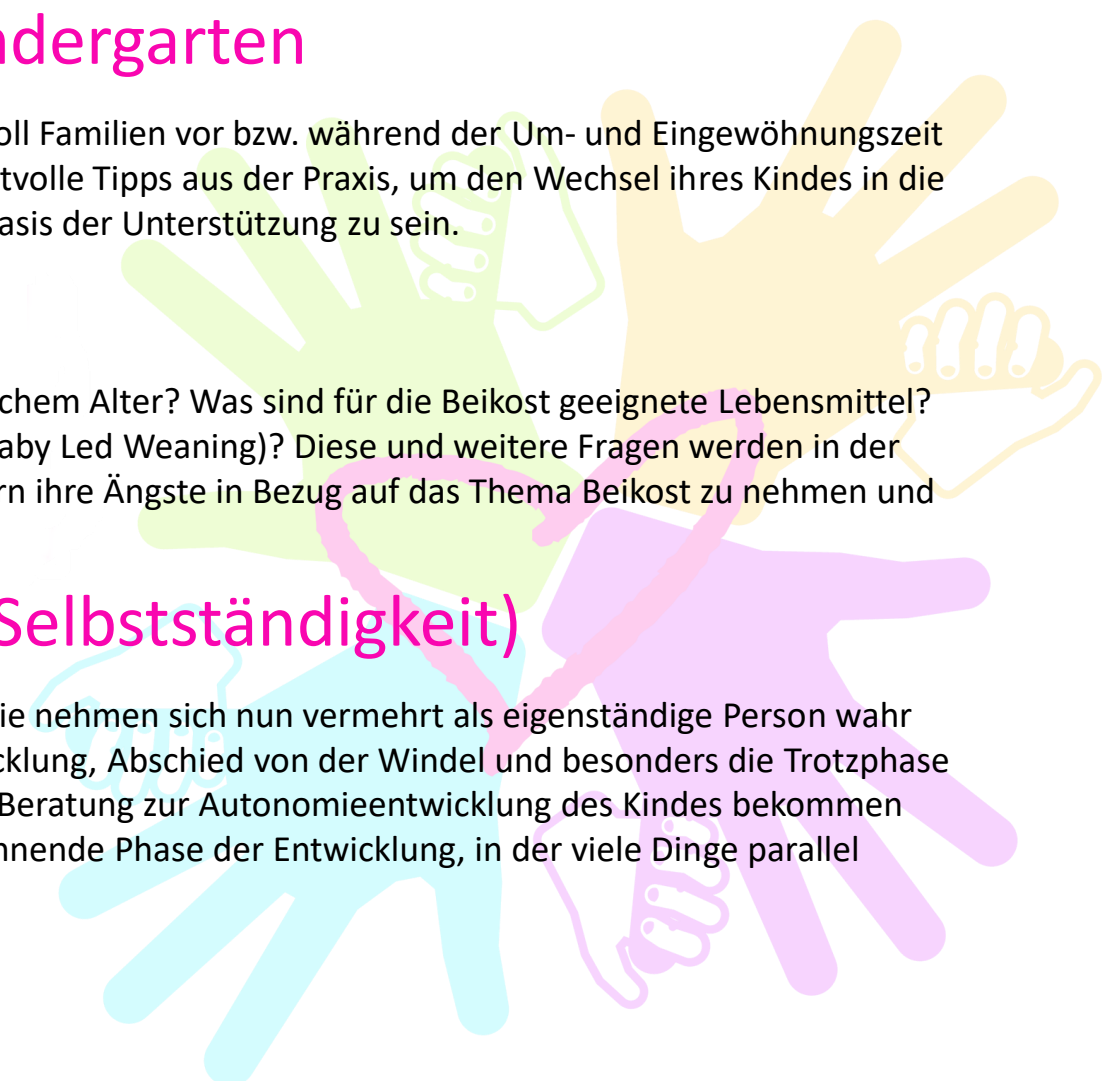 ndergarten
oll Familien vor bzw. während der Um- und Eingewöhnungszeit
tvolle Tipps aus der Praxis, um den Wechsel ihres Kindes in die
asis der Unterstützung zu sein.
chem Alter? Was sind für die Beikost geeignete Lebensmittel?
aby Led Weaning)? Diese und weitere Fragen werden in der
rn ihre Ängste in Bezug auf das Thema Beikost zu nehmen und
Selbstständigkeit)
ie nehmen sich nun vermehrt als eigenständige Person wahr
cklung, Abschied von der Windel und besonders die Trotzphase
Beratung zur Autonomieentwicklung des Kindes bekommen
nnende Phase der Entwicklung, in der viele Dinge parallel